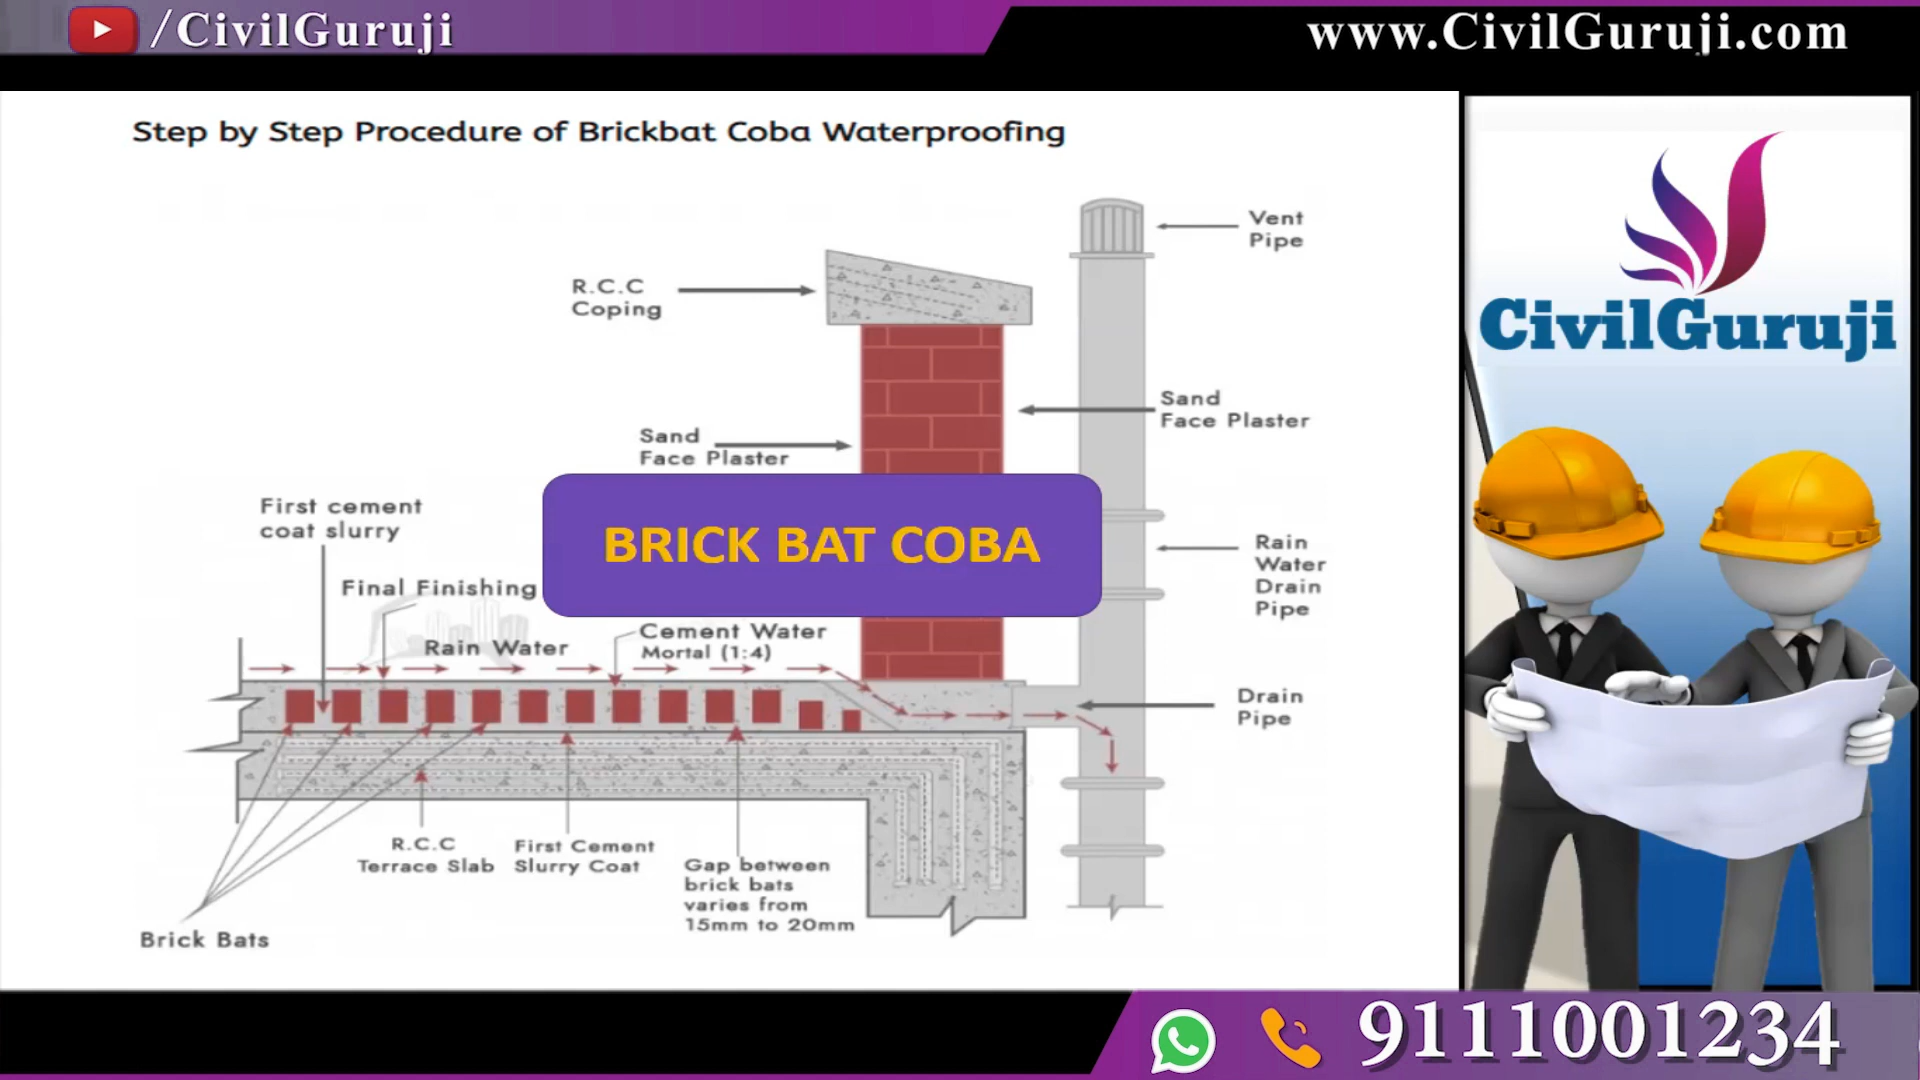 /CivilGuruji
www.CivilGuruji.com
Step by Step Procedure of Brickbat Coba Waterproofing
Vent
Pipe
R.C.C
Coping
CivilGuruji
Sand
Face Plaster
Sand
Face Plaster
First cement
coat slurry
BRICK BAT COBA
Rain
Water
Drain
Pipe
Final Finishing
Rain Water
Cement Water
Mortal (1:4)
Drain
Pipe
R.C.C
Terrace Slab
First Cement
Slurry Coat
Gap between
brick bats
varies from
15mm to 20mm
Brick Bats
9111001234